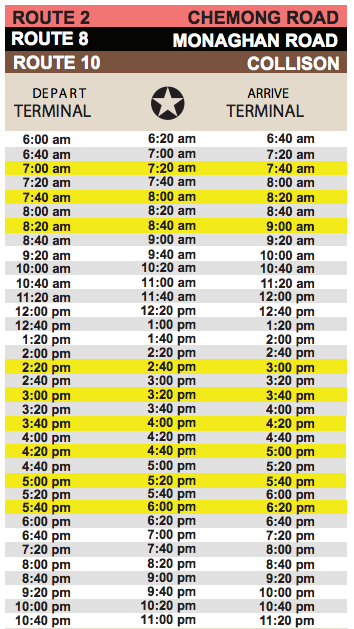 ROUTE 2 CHEMONG ROAD
ROUTE 8 MONAGHAN ROAD
ROUTE 10 COLLISON
DEPART ARRIVE
TERMINAL TERMINAL
6:00 am 6:20 am 6:40 am
6:40 am 7:00 am 7:20 am
7:00 am 7:20 am 7:40 am
7:20 am 7:40 am 8:00 am
7:40 am 8:00 am 8:20 am
8:00 am 8:20 am 8:40 am
8:20 am 8:40 am 9:00 am
8:40 am 9:00 am 9:20 am
9:20 am 9:40 am 10:00 am
10:00 am 10:20 am 10:40 am
10:40 am 11:00 am 11:20 am
11:20 am 11:40 am 12:00 pm
12:00 pm 12:20 pm 12:40 pm
12:40 pm 1:00 pm 1:20 pm
1:20 pm 1:40 pm 2:00 pm
2:00 pm 2:20 pm 2:40 pm
2:20 pm 2:40 pm 3:00 pm
2:40 pm 3:00 pm 3:20 pm
3:00 pm 3:20 pm 3:40 pm
3:20 pm 3:40 pm 4:00 pm
3:40 pm 4:00 pm 4:20 pm
4:00 pm 4:20 pm 4:40 pm
4:20 pm 4:40 pm 5:00 pm
4:40 pm 5:00 pm 5:20 pm
5:00 pm 5:20 pm 5:40 pm
5:20 pm 5:40 pm 6:00 pm
5:40 pm 6:00 pm 6:20 pm
6:00 pm 6:20 pm 6:40 pm
6:40 pm 7:00 pm 7:20 pm
7:20 pm 7:40 pm 8:00 pm
8:00 pm 8:20 pm 8:40 pm
8:40 pm 9:00 pm 9:20 pm
9:20 pm 9:40 pm 10:00 pm
10:00 pm 10:20 pm 10:40 pm
10:40 pm 11:00 pm 11:20 pm